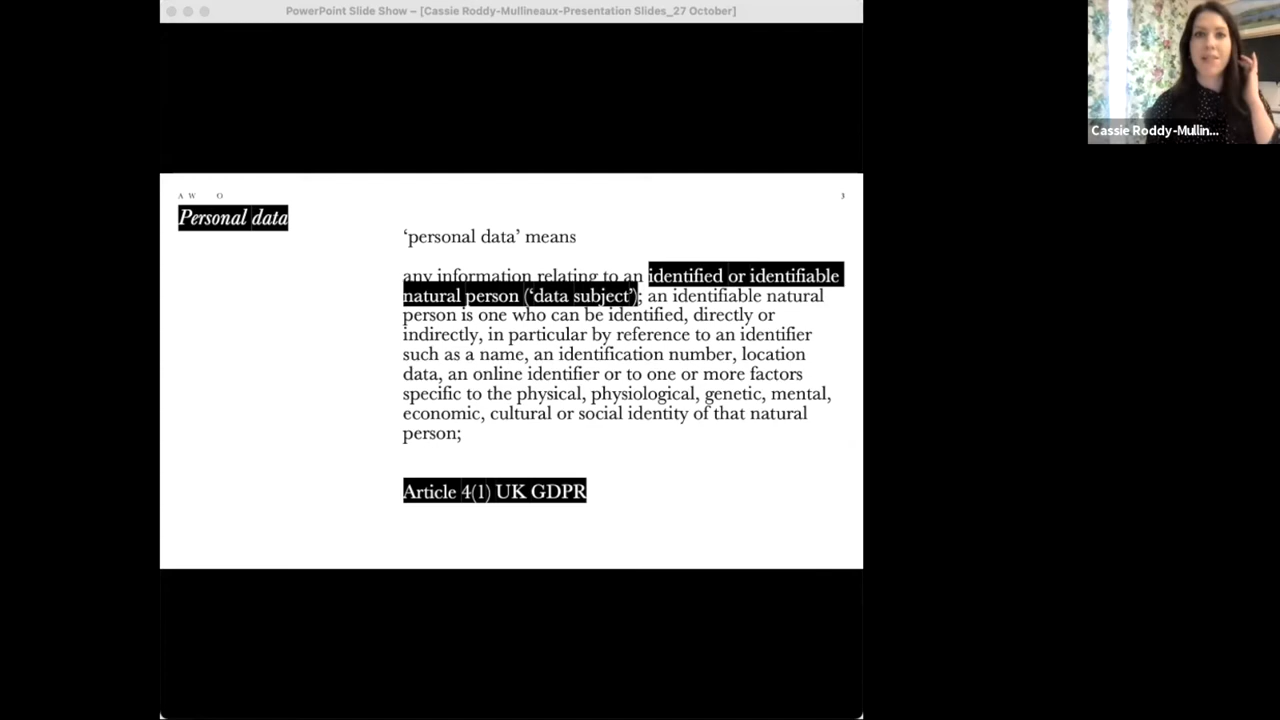 PowerPoint Slide Show – [Cassie Roddy-Mullineaux-Presentation Slides_27 October]
Cassie Roddy-Mullin...
A W O
3
Personal data
‘personal data’ means
any information relating to an identified or identifiable
natural person (‘data subject’); an identifiable natural
person is one who can be identified, directly or
indirectly, in particular by reference to an identifier
such as a name, an identification number, location
data, an online identifier or to one or more factors
specific to the physical, physiological, genetic, mental,
economic, cultural or social identity of that natural
person;
Article 4(1) UK GDPR